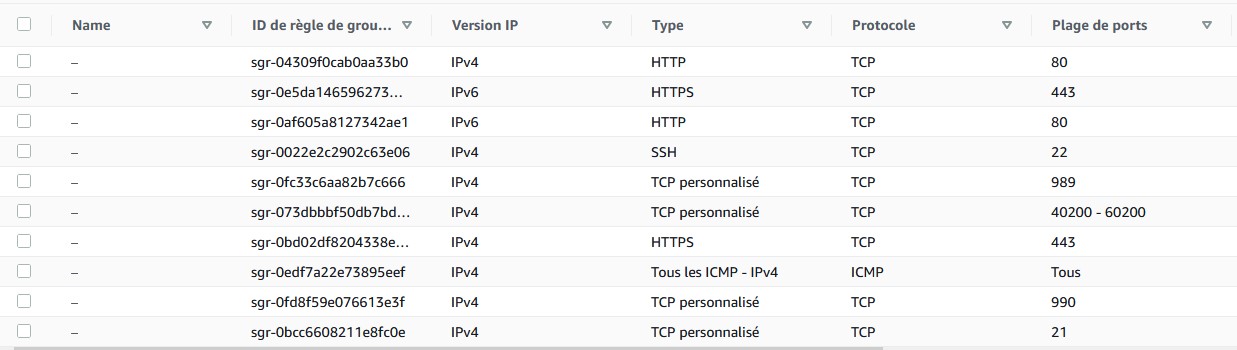 Name ID de règle de grou... Version IP Type Protocole Plage de ports
– sgr-04309f0cab0aa33b0 IPv4 HTTP TCP 80
– sgr-0e5da146596273... IPv6 HTTPS TCP 443
– sgr-0af605a8127342ae1 IPv6 HTTP TCP 80
– sgr-0022e2c2902c63e06 IPv4 SSH TCP 22
– sgr-0fc33c6aa82b7c666 IPv4 TCP personnalisé TCP 989
– sgr-073dbbbf50db7bd... IPv4 TCP personnalisé TCP 40200 - 60200
– sgr-0bd02df8204338e... IPv4 HTTPS TCP 443
– sgr-0edf7a22e73895eef IPv4 Tous les ICMP - IPv4 ICMP Tous
– sgr-0fd8f59e076613e3f IPv4 TCP personnalisé TCP 990
– sgr-0bcc6608211e8fc0e IPv4 TCP personnalisé TCP 21